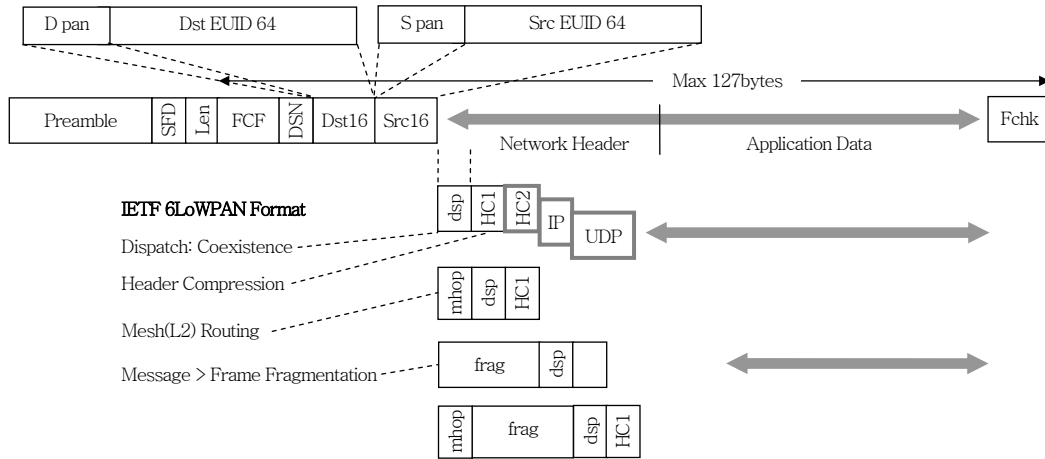 D pan
Dst EUID 64
S pan
Src EUID 64
Max 127bytes
Preamble
SFD
Len
FCF
DSN
Dst16
Src16
Network Header
Application Data
Fchk
IETF 6LoWPAN Format
dsp
HC1
HC2
IP
UDP
Dispatch: Coexistence
Header Compression
mhop
dsp
HC1
Mesh(L2) Routing
Message > Frame Fragmentation
frag
dsp
mhop
frag
dsp
HC1